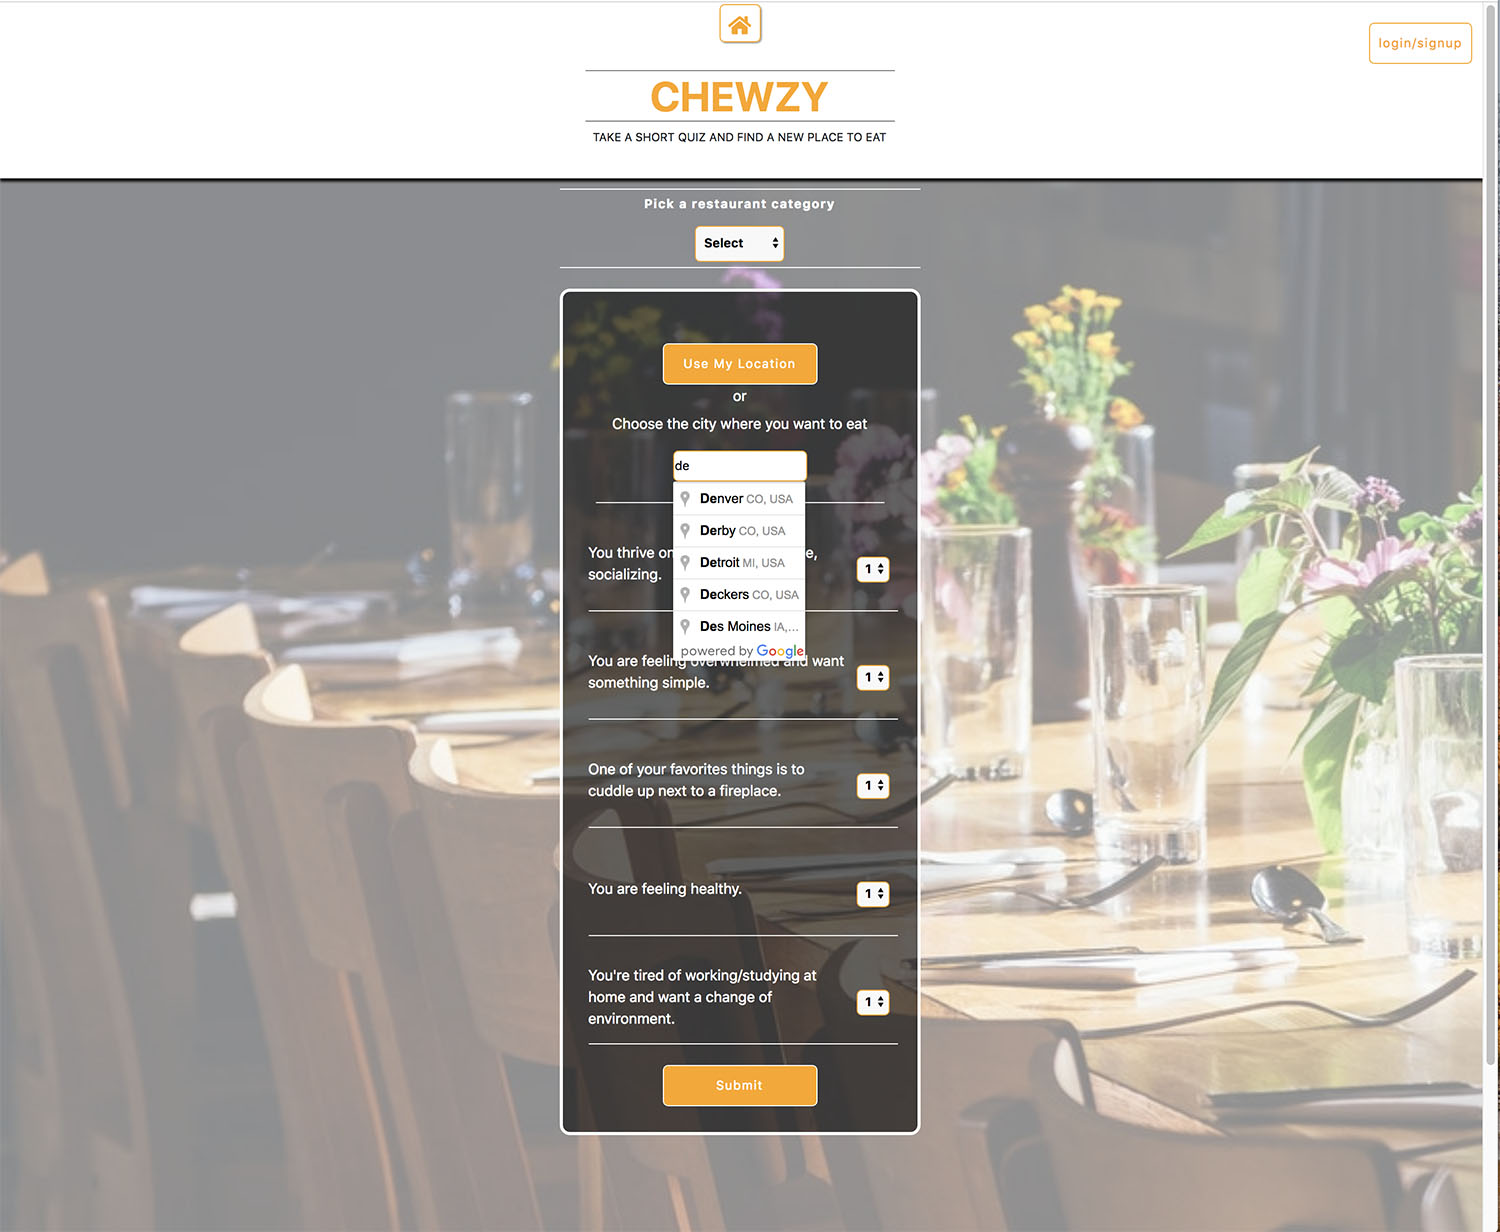 login/signup
CHEWZY
TAKE A SHORT QUIZ AND FIND A NEW PLACE TO EAT
Pick a restaurant category
Select
Use My Location
or
Choose the city where you want to eat
de
Denver CO, USA
Derby CO, USA
Detroit MI, USA
Deckers CO, USA
Des Moines IA,...
powered by Google
You thrive on
socializing.
1
You are feeling overwhelmed and want
something simple.
1
One of your favorites things is to
cuddle up next to a fireplace.
1
You are feeling healthy.
1
You're tired of working/studying at
home and want a change of
environment.
1
Submit